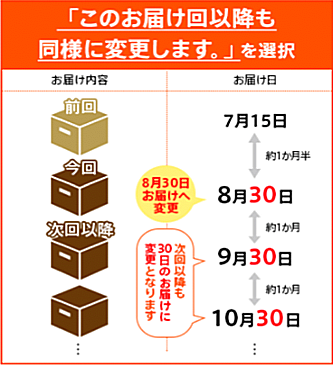 「このお届け回以降も
同様に変更します。」を選択
お届け内容
お届け日
前回
7月15日
約1か月半
今回
8月30日
お届けへ
変更
8月30日
約1か月
次回以降
次回以降も
30日のお届けに
変更となります
9月30日
約1か月
10月30日
⋮
⋮